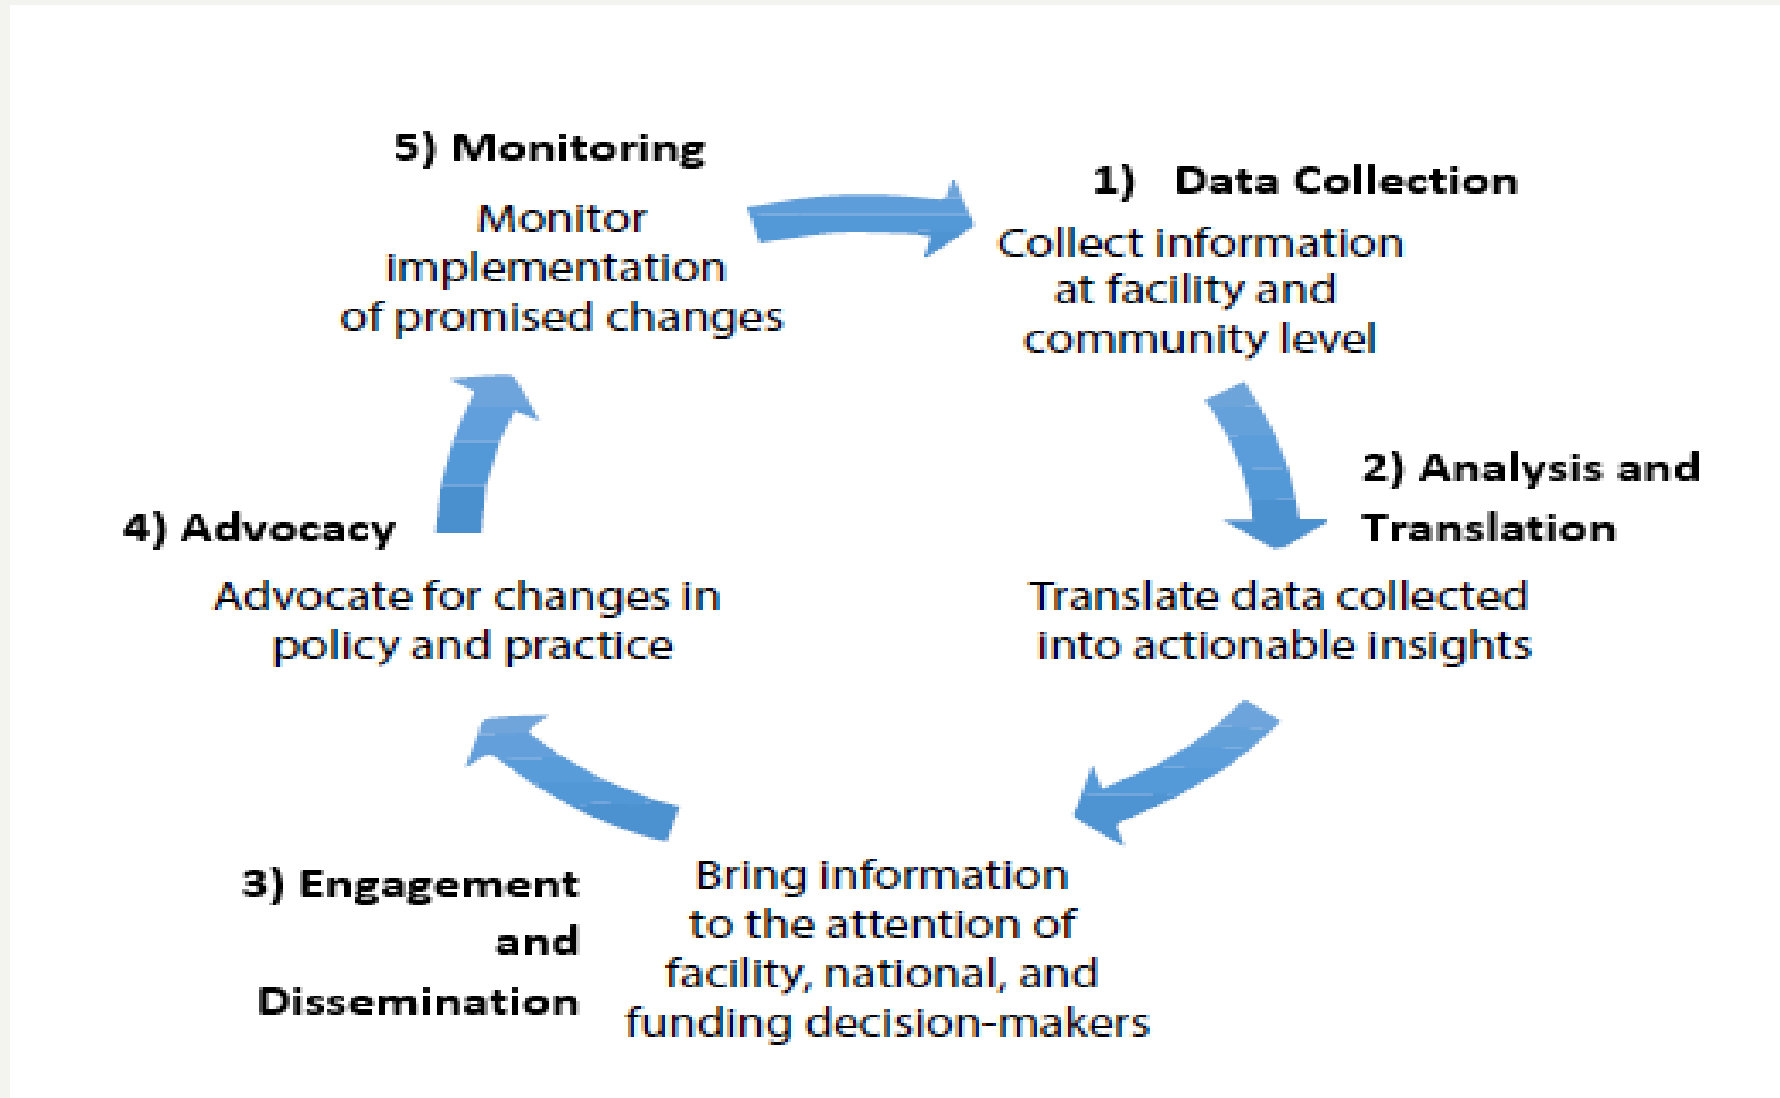 5) Monitoring
Monitor
implementation
of promised changes
1) Data Collection
Collect information
at facility and
community level
2) Analysis and
Translation
Translate data collected
into actionable insights
3) Engagement
and
Dissemination
Bring information
to the attention of
facility, national, and
funding decision-makers
4) Advocacy
Advocate for changes in
policy and practice